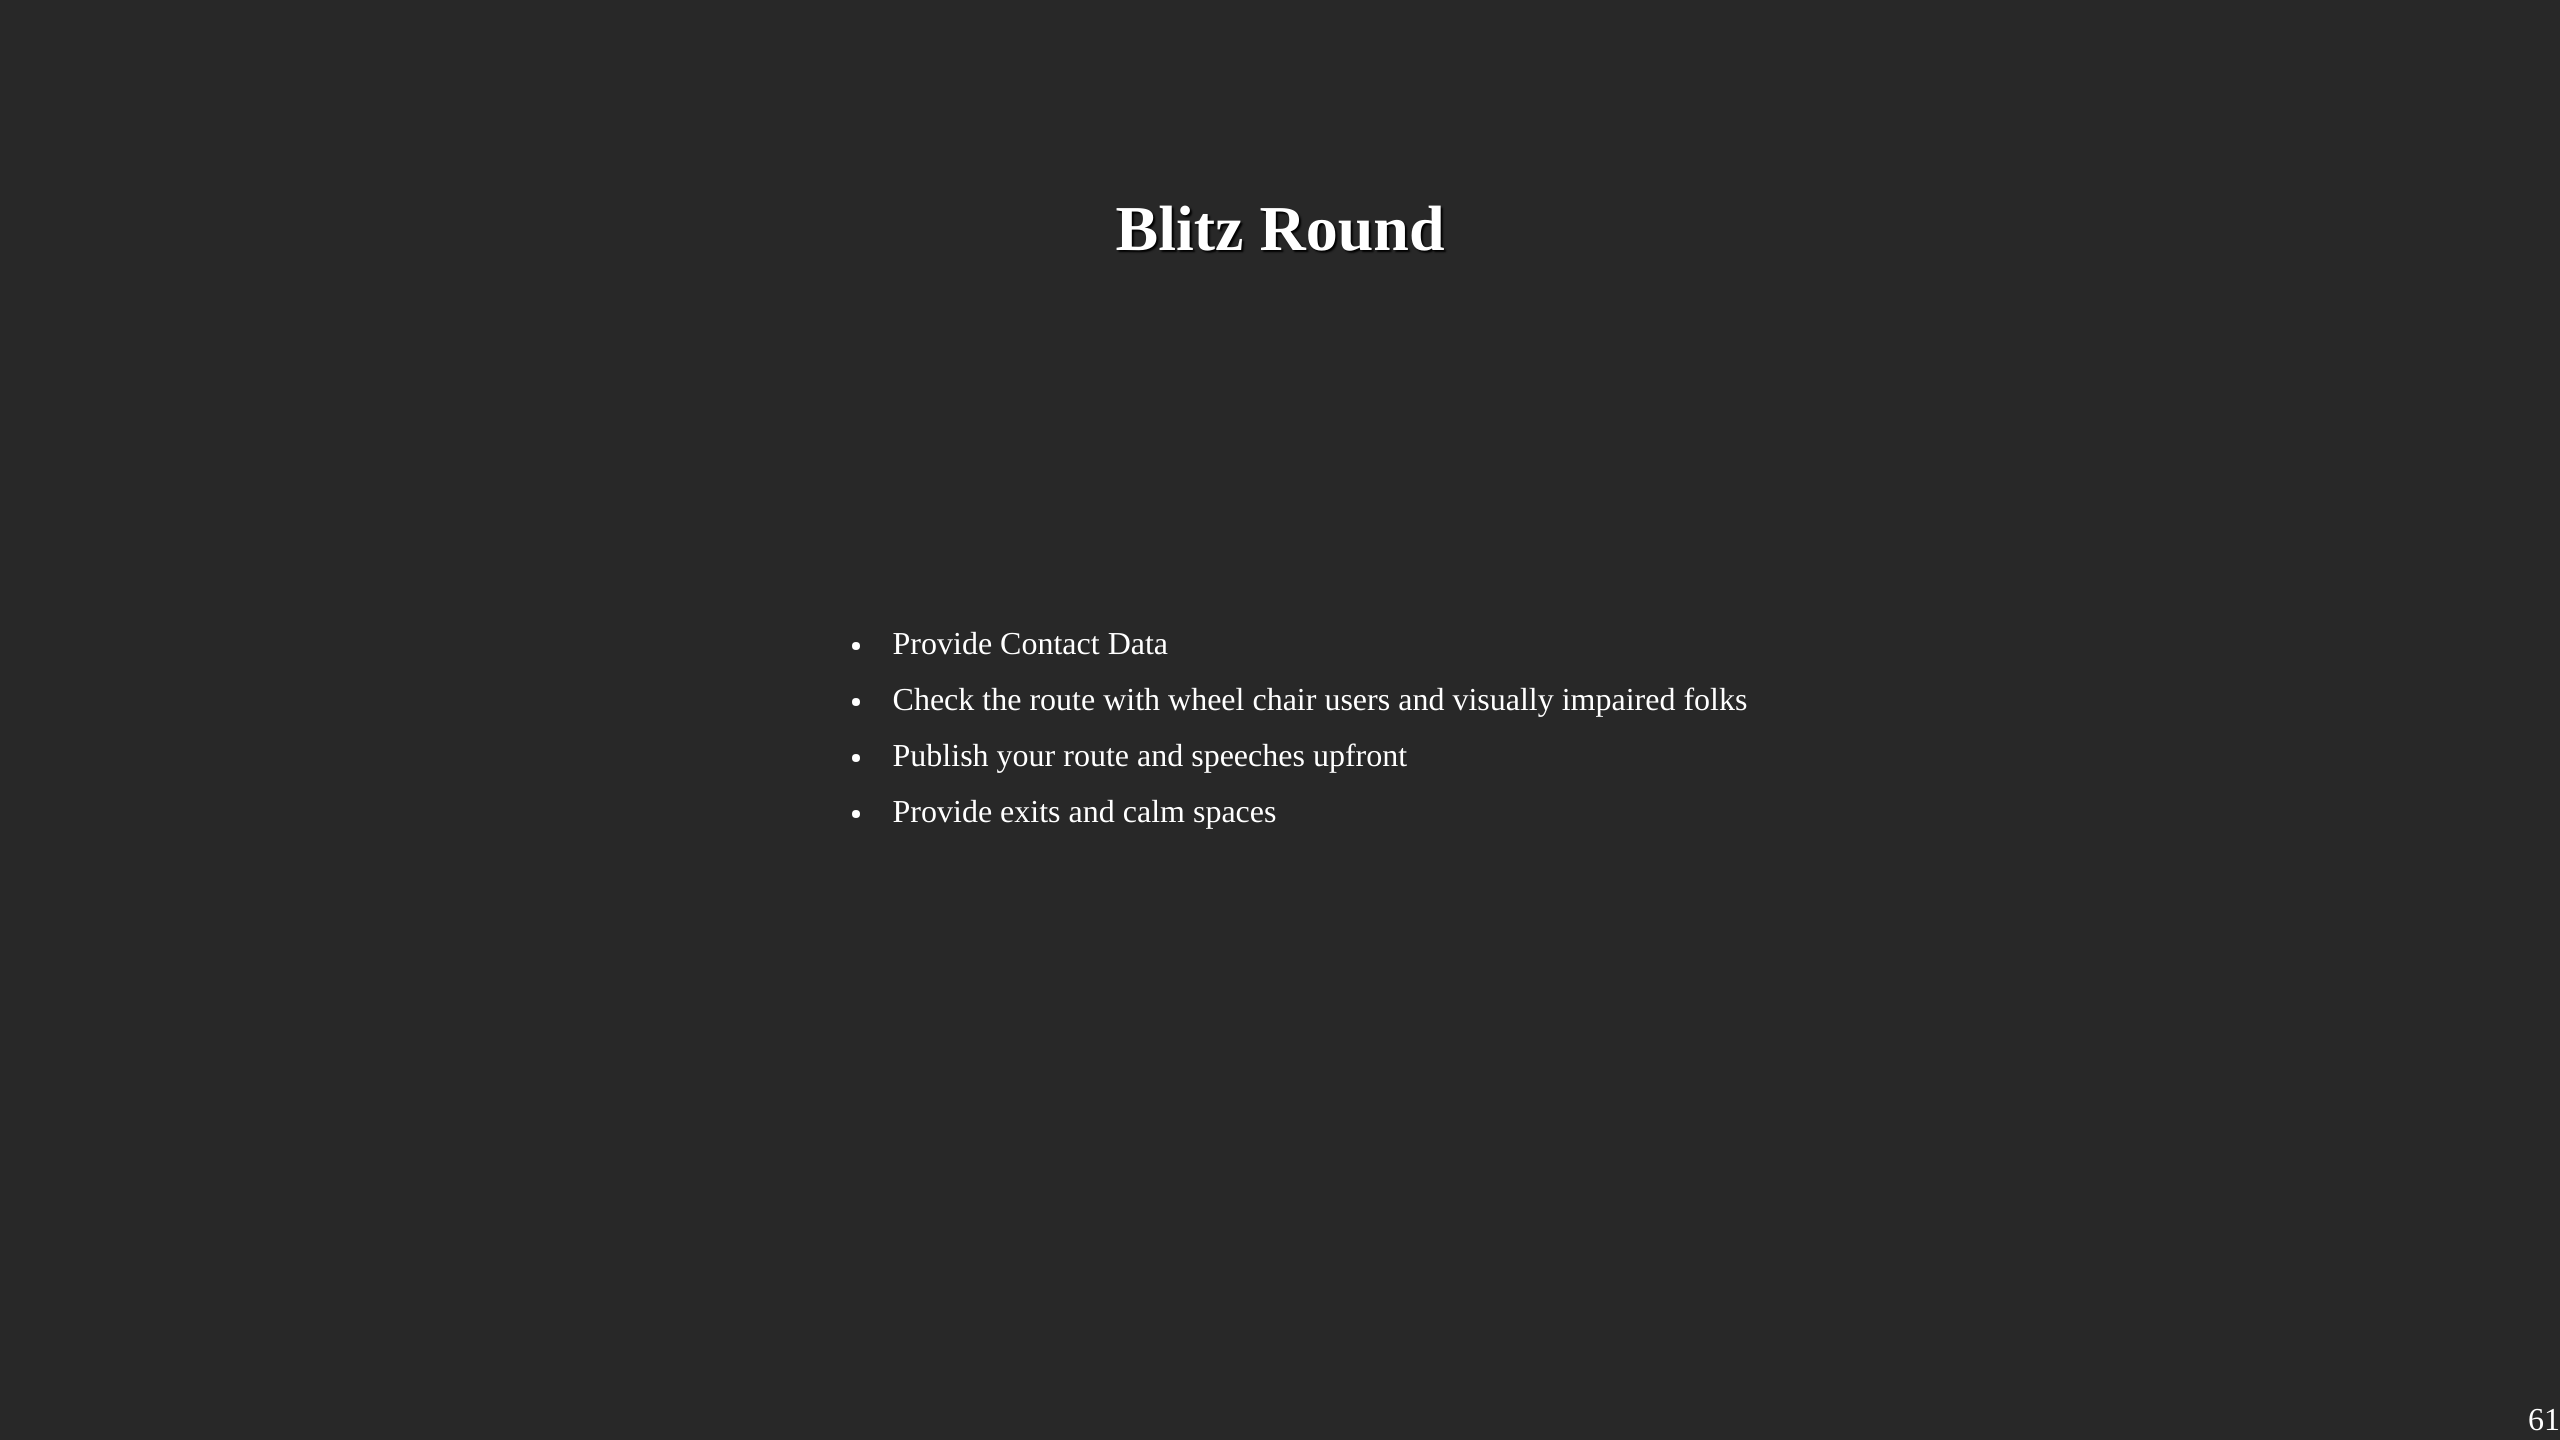 Blitz Round
• Provide Contact Data
• Check the route with wheel chair users and visually impaired folks
• Publish your route and speeches upfront
• Provide exits and calm spaces
61